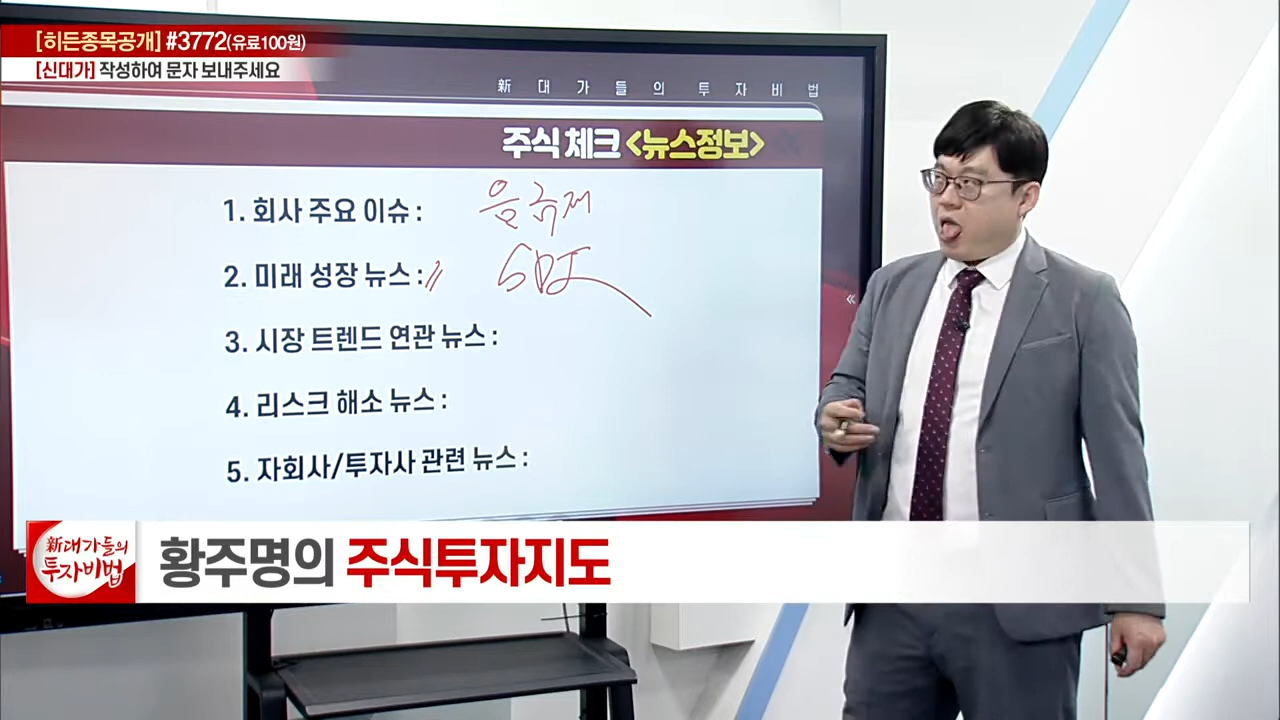 [히든종목공개] #3772(유료100원)
[신대가] 작성하여 문자 보내주세요
新 대 가 들 의 투 자 비 법
주식 체크 <뉴스정보>
1. 회사 주요 이슈 :
2. 미래 성장 뉴스 :
3. 시장 트렌드 연관 뉴스 :
4. 리스크 해소 뉴스 :
5. 자회사/투자사 관련 뉴스 :
新대가들의
투자비법
황주명의 주식투자지도